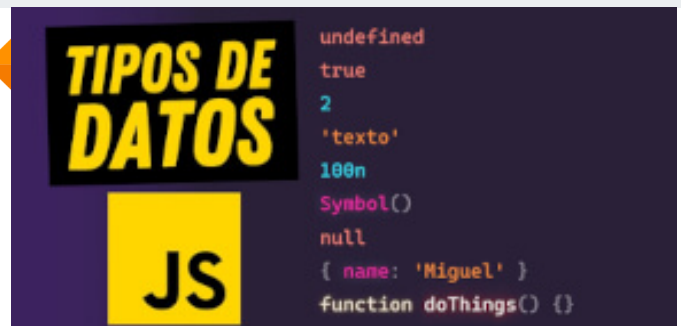 TIPOS DE
DATOS
JS
undefined
true
2
'texto'
100n
Symbol()
null
{ name: 'Miguel' }
function doThings() {}